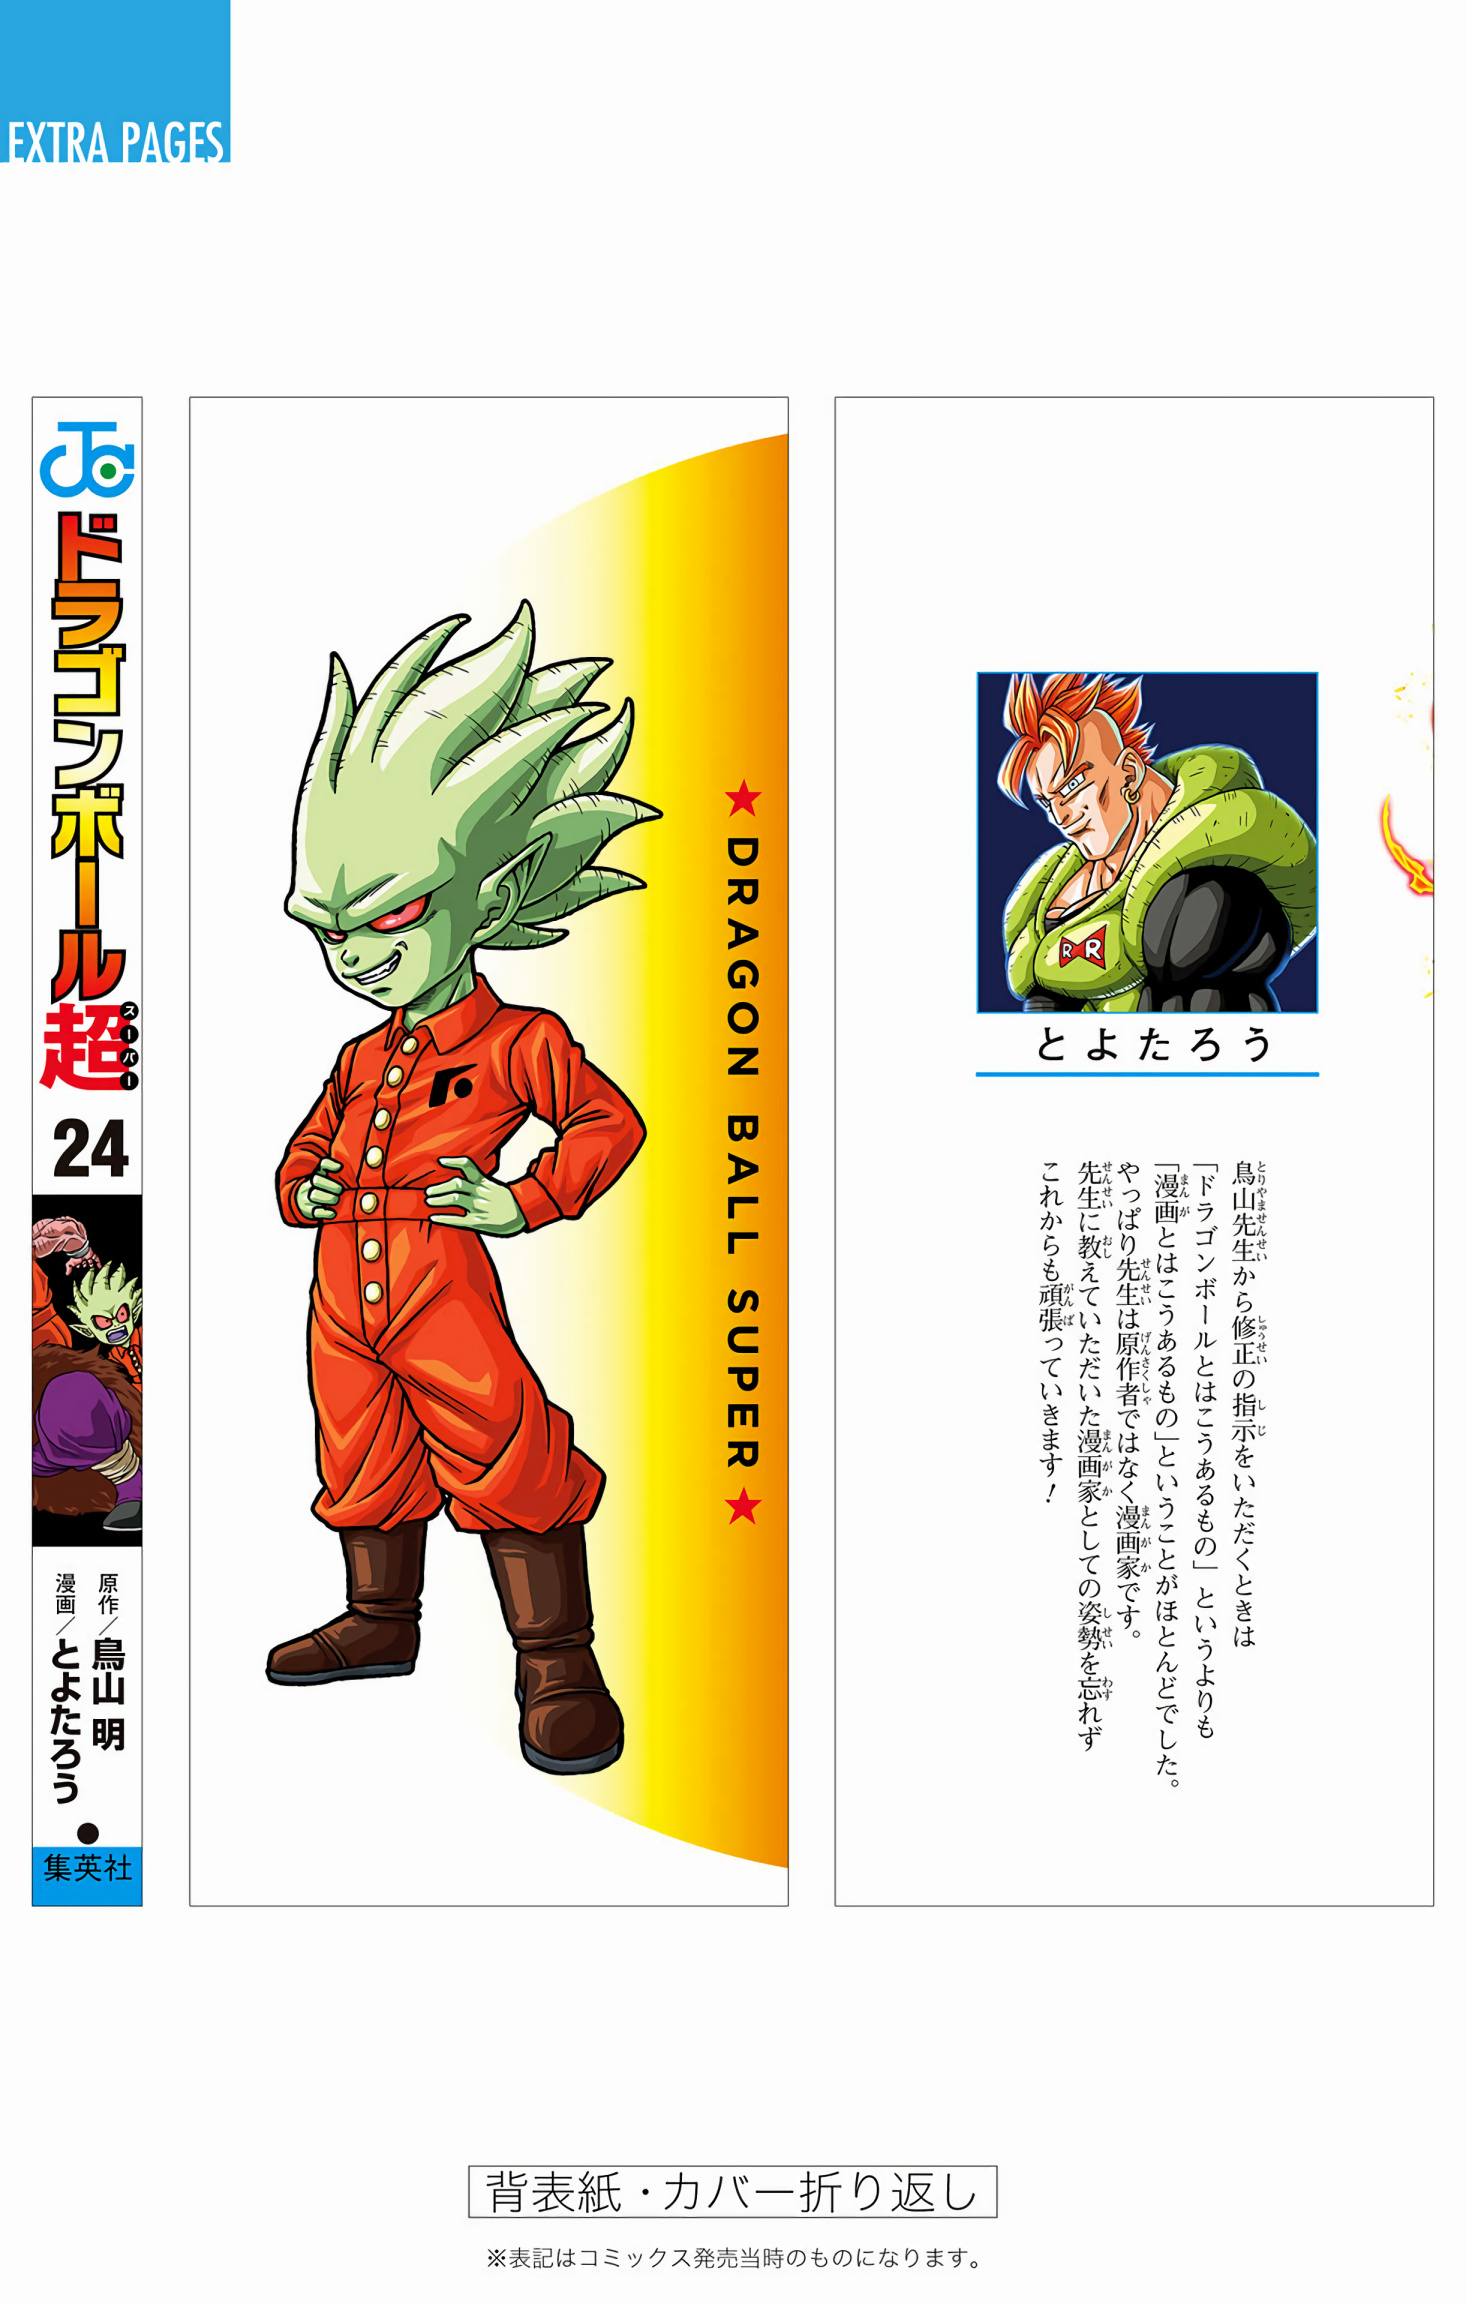 EXTRA PAGES
JC
ドラゴンボール超
スーパー
24
原作／鳥山 明
漫画／とよたろう
●
集英社
★ DRAGON BALL SUPER ★
r
RR
とよたろう
鳥山先生から修正の指示をいただくときは
「ドラゴンボールとはこうあるもの」というよりも
「漫画とはこうあるもの」ということがほとんどでした。
やっぱり先生は原作者ではなく漫画家です。
先生に教えていただいた漫画家としての姿勢を忘れず
これからも頑張っていきます！
背表紙・カバー折り返し
※表記はコミックス発売当時のものになります。